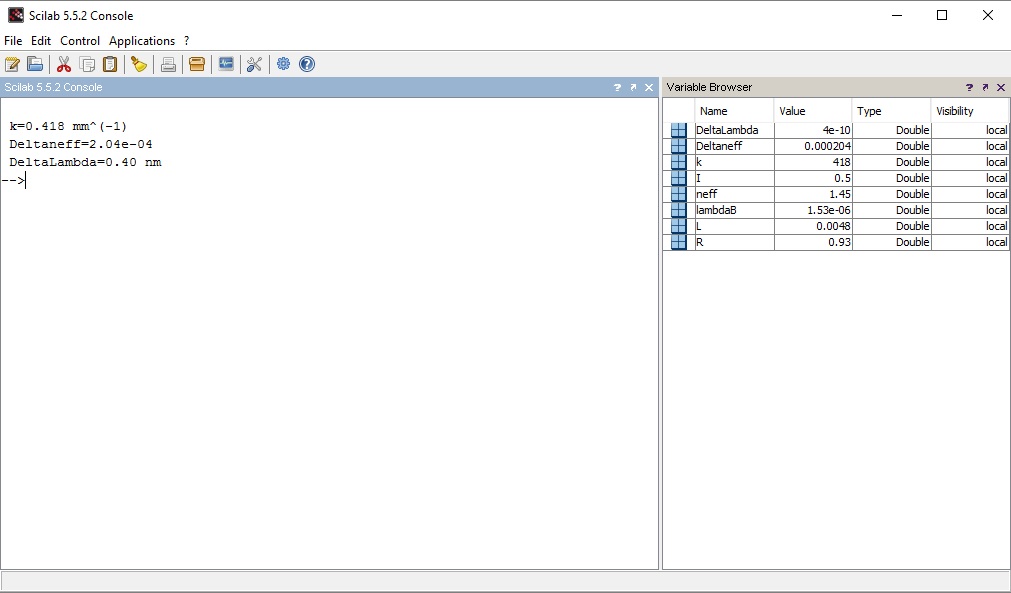 Scilab 5.5.2 Console
File Edit Control Applications ?
Scilab 5.5.2 Console
k=0.418 mm^(-1)
Deltaneff=2.04e-04
DeltaLambda=0.40 nm
-->
Variable Browser
Name Value Type Visibility
DeltaLambda 4e-10 Double local
Deltaneff 0.000204 Double local
k 418 Double local
I 0.5 Double local
neff 1.45 Double local
lambdaB 1.53e-06 Double local
L 0.0048 Double local
R 0.93 Double local